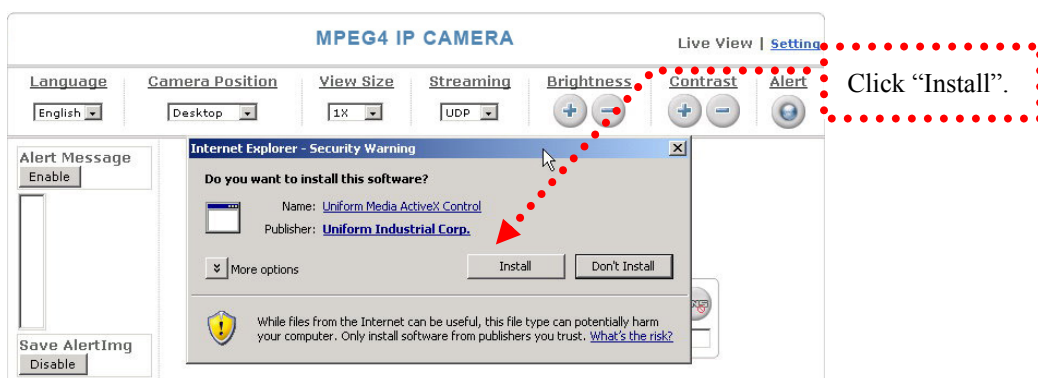 MPEG4 IP CAMERA
Live View | Setting
Click “Install”.
Language Camera Position View Size Streaming Brightness Contrast Alert
English Desktop 1X UDP
Alert Message
Enable
Internet Explorer - Security Warning
Do you want to install this software?
Name: Uniform Media ActiveX Control
Publisher: Uniform Industrial Corp.
More options
Install Don't Install
While files from the Internet can be useful, this file type can potentially harm
your computer. Only install software from publishers you trust. What's the risk?
Save AlertImg
Disable